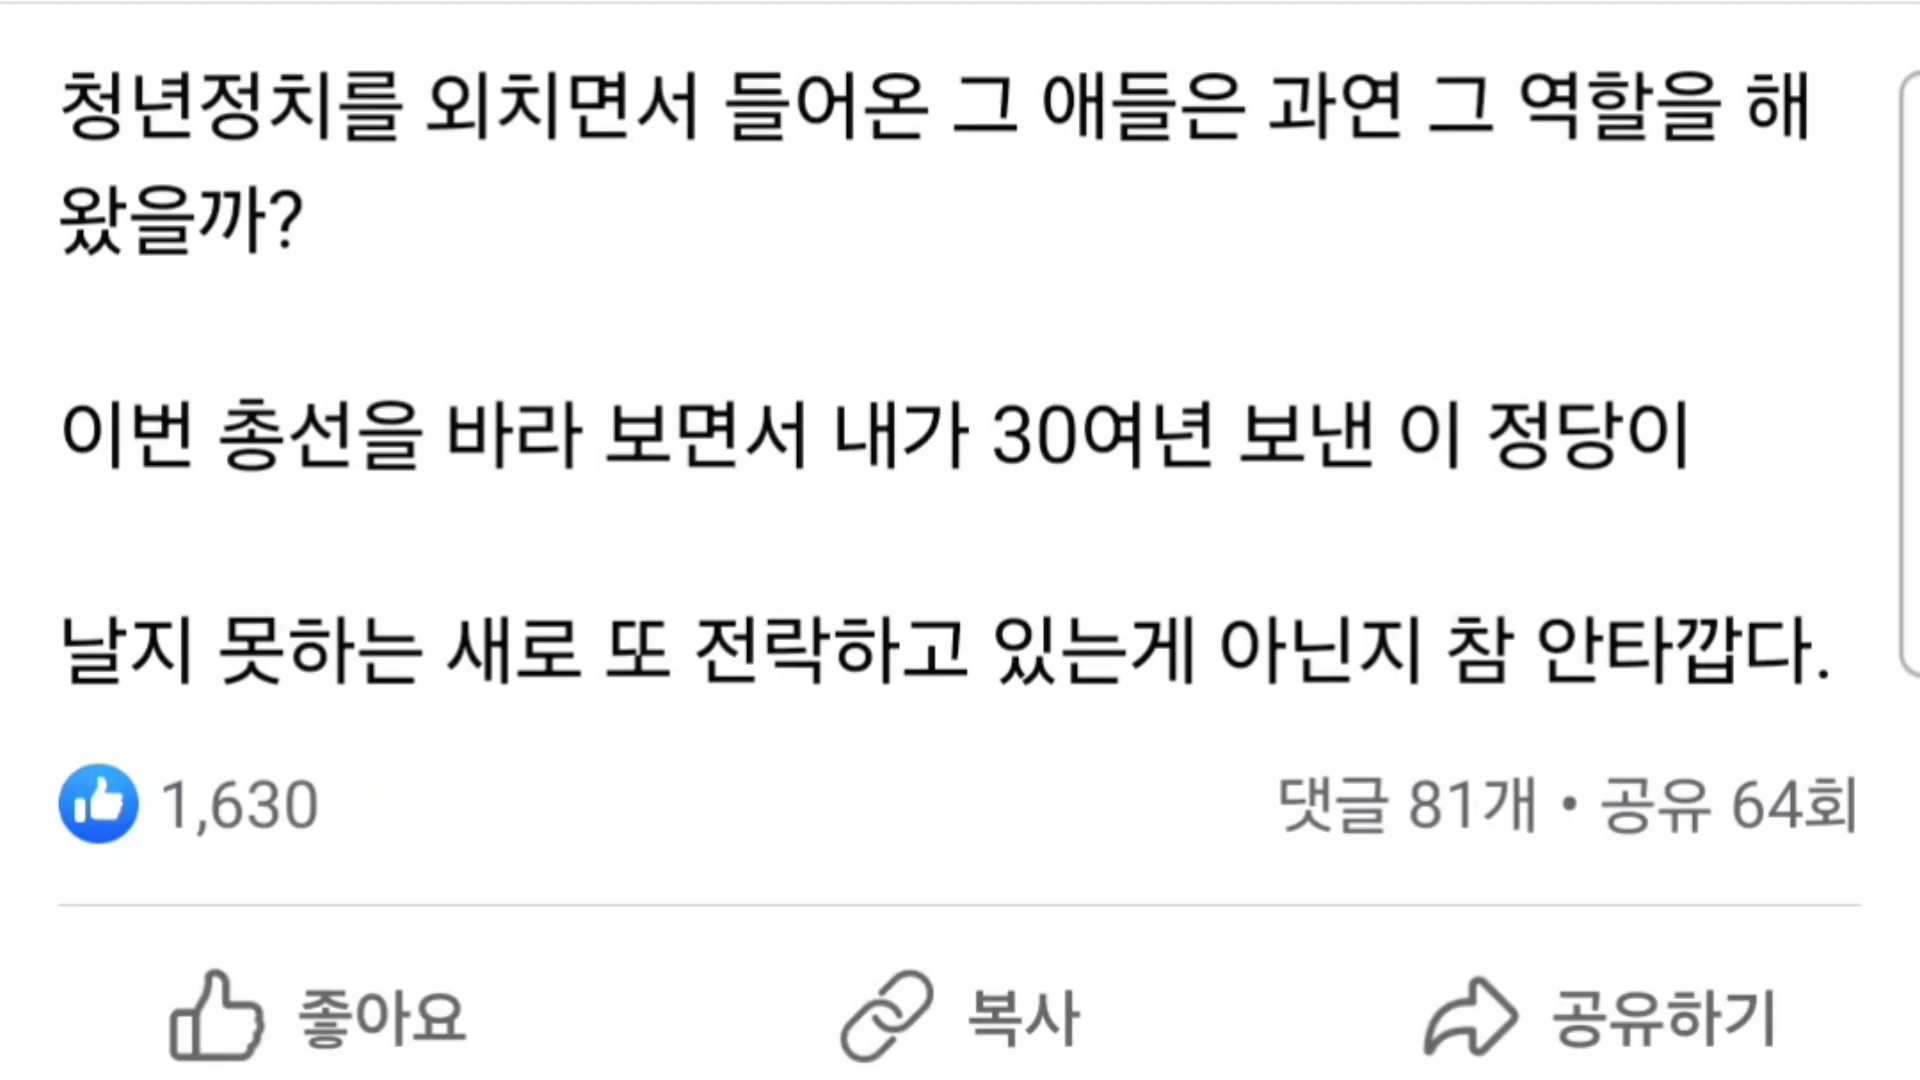 청년정치를 외치면서 들어온 그 애들은 과연 그 역할을 해
왔을까?
이번 총선을 바라 보면서 내가 30여년 보낸 이 정당이
날지 못하는 새로 또 전락하고 있는게 아닌지 참 안타깝다.
1,630
댓글 81개 • 공유 64회
좋아요
복사
공유하기